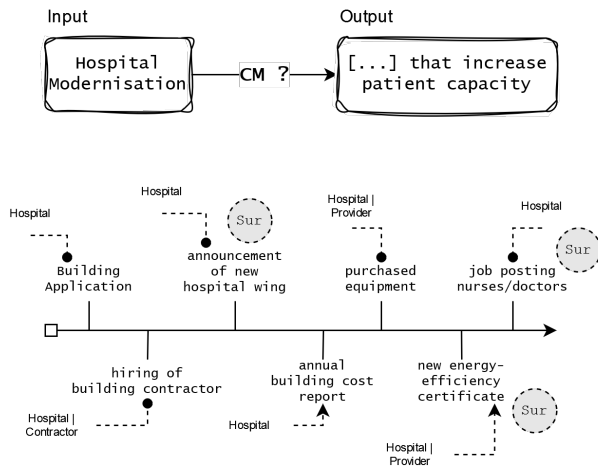 Input
Output
Hospital
Modernisation
CM ?
[...] that increase
patient capacity
Hospital
Hospital
Sur
Hospital |
Provider
Hospital
Sur
Building
Application
announcement
of new
hospital wing
purchased
equipment
job posting
nurses/doctors
hiring of
building contractor
annual
building cost
report
new energy-
efficiency
certificate
Hospital |
Contractor
Hospital
Sur
Hospital |
Provider